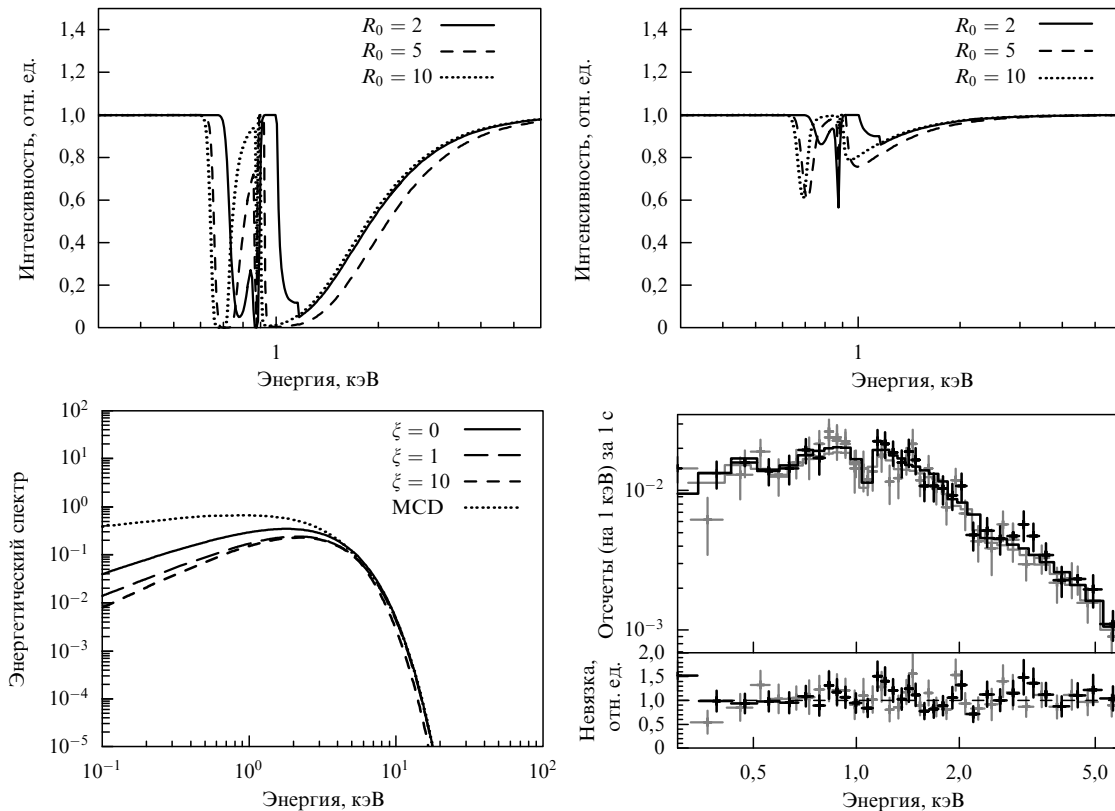 1,4
1,2
1,0
0,8
0,6
0,4
0,2
0
Интенсивность, отн. ед.
R₀ = 2
R₀ = 5
R₀ = 10
1
Энергия, кэВ
1,4
1,2
1,0
0,8
0,6
0,4
0,2
0
Интенсивность, отн. ед.
R₀ = 2
R₀ = 5
R₀ = 10
1
Энергия, кэВ
10²
10¹
10⁰
10⁻¹
10⁻²
10⁻³
10⁻⁴
10⁻⁵
Энергетический спектр
ξ = 0
ξ = 1
ξ = 10
MCD
10⁻¹
10⁰
10¹
10²
Энергия, кэВ
Отсчеты (на 1 кэВ) за 1 с
10⁻²
10⁻³
Невязка,
отн. ед.
2,0
1,5
1,0
0,5
0
0,5
1,0
2,0
5,0
Энергия, кэВ